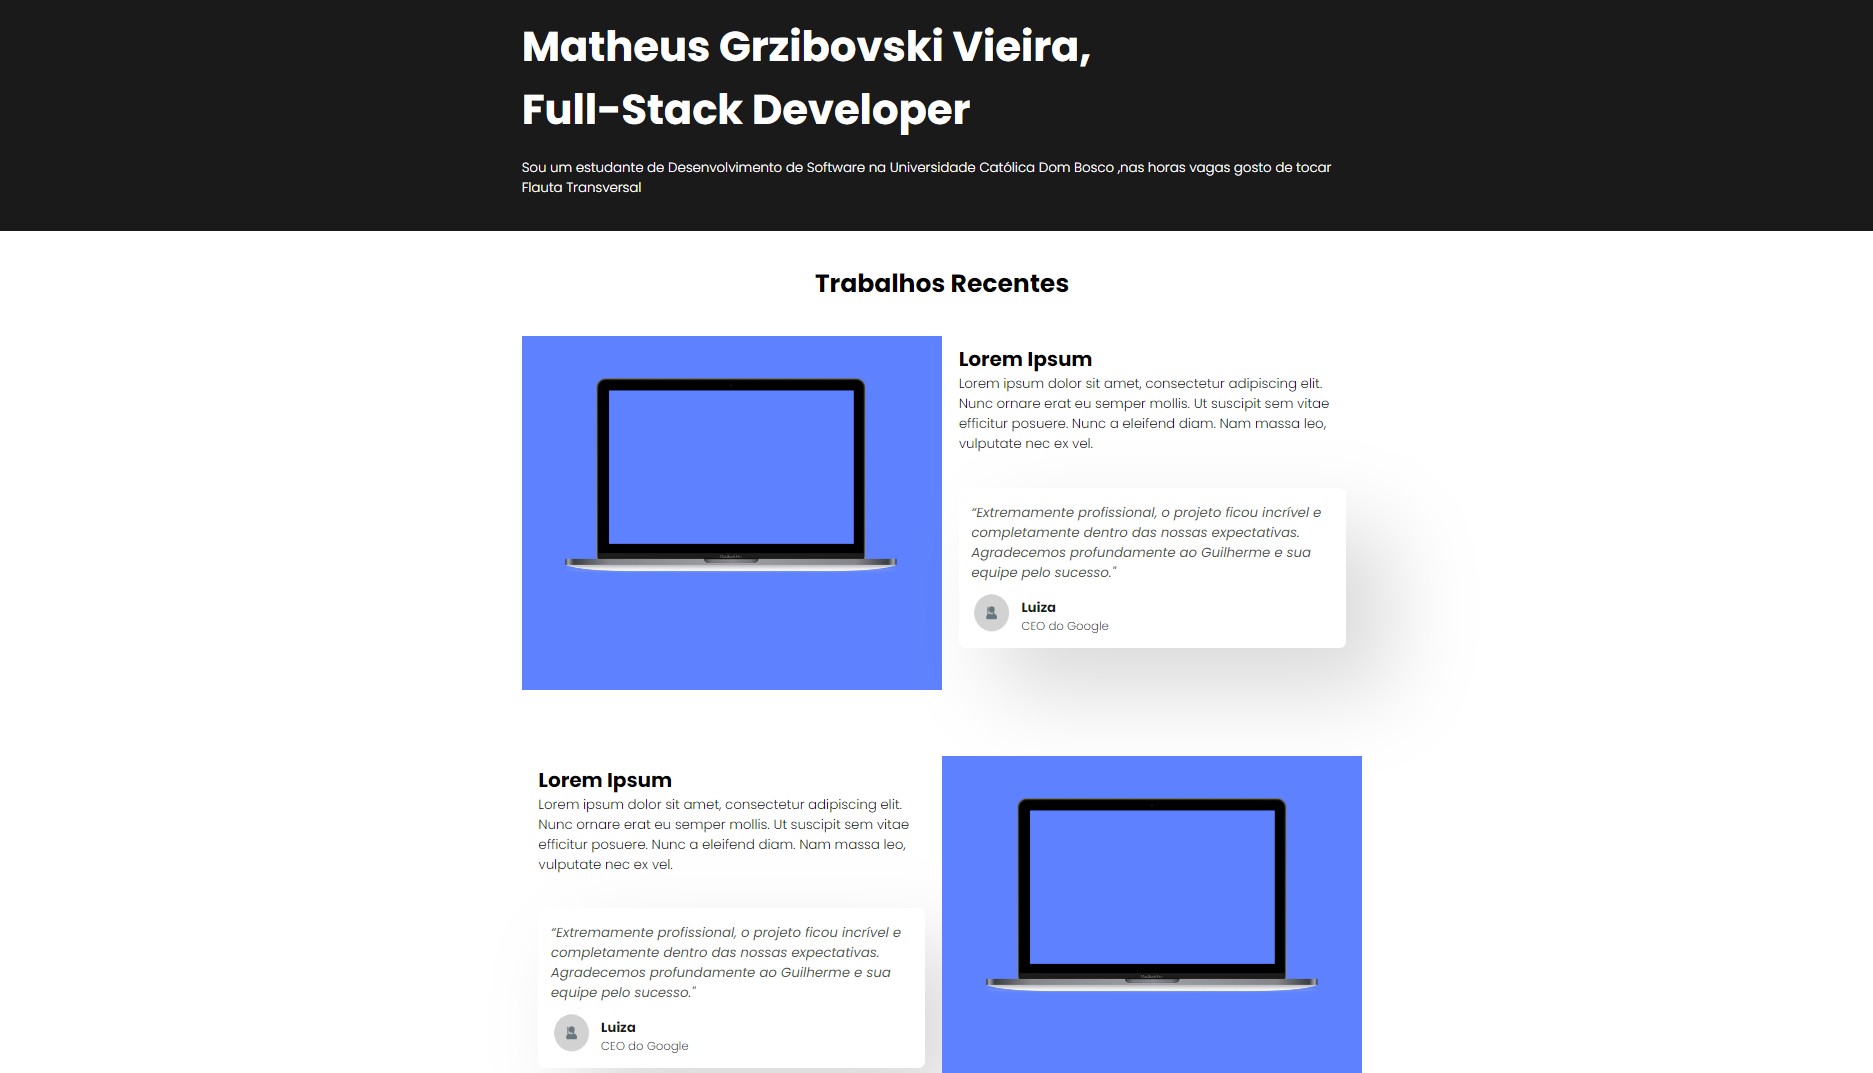 Matheus Grzibovski Vieira,
Full-Stack Developer
Sou um estudante de Desenvolvimento de Software na Universidade Católica Dom Bosco ,nas horas vagas gosto de tocar
Flauta Transversal
Trabalhos Recentes
Lorem Ipsum
Lorem ipsum dolor sit amet, consectetur adipiscing elit.
Nunc ornare erat eu semper mollis. Ut suscipit sem vitae
efficitur posuere. Nunc a eleifend diam. Nam massa leo,
vulputate nec ex vel.
“Extremamente profissional, o projeto ficou incrível e
completamente dentro das nossas expectativas.
Agradecemos profundamente ao Guilherme e sua
equipe pelo sucesso."
Luiza
CEO do Google
Lorem Ipsum
Lorem ipsum dolor sit amet, consectetur adipiscing elit.
Nunc ornare erat eu semper mollis. Ut suscipit sem vitae
efficitur posuere. Nunc a eleifend diam. Nam massa leo,
vulputate nec ex vel.
“Extremamente profissional, o projeto ficou incrível e
completamente dentro das nossas expectativas.
Agradecemos profundamente ao Guilherme e sua
equipe pelo sucesso."
Luiza
CEO do Google